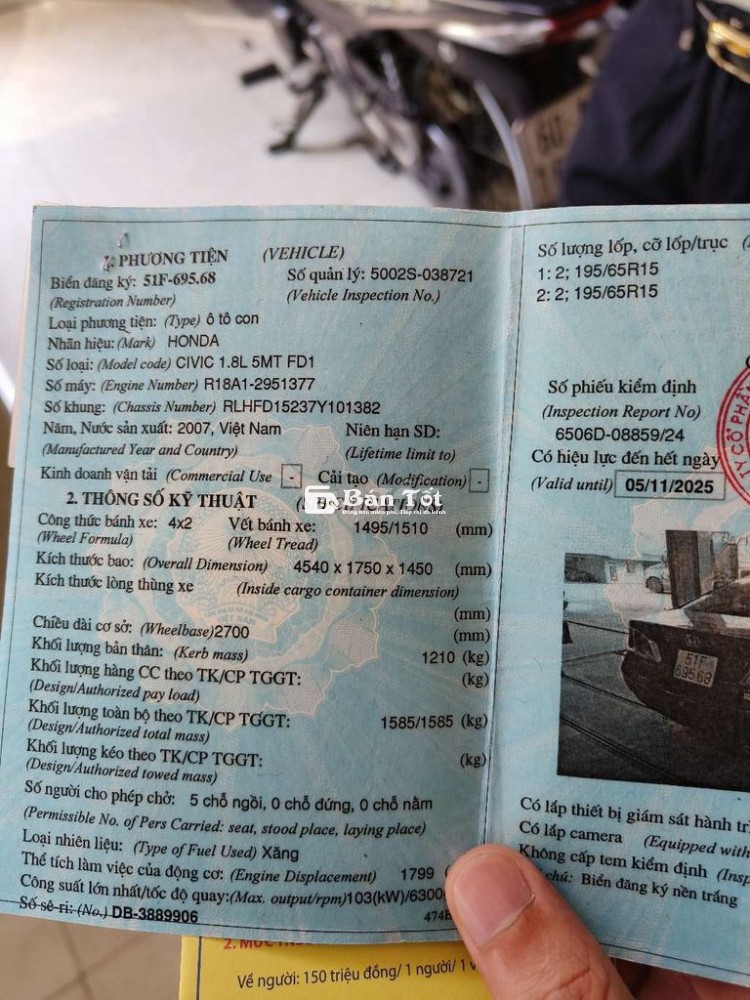 1. PHƯƠNG TIỆN (VEHICLE)
Biển đăng ký: 51F-695.68 Số quản lý: 5002S-038721
(Registration Number) (Vehicle Inspection No.)
Loại phương tiện: (Type) ô tô con
Nhãn hiệu: (Mark) HONDA
Số loại: (Model code) CIVIC 1.8L 5MT FD1
Số máy: (Engine Number) R18A1-2951377
Số khung: (Chassis Number) RLHFD15237Y101382
Năm, Nước sản xuất: 2007, Việt Nam Niên hạn SD:
(Manufactured Year and Country) (Lifetime limit to)
Kinh doanh vận tải (Commercial Use - Cải tạo (Modification) -
2. THÔNG SỐ KỸ THUẬT
Bán Tốt
Công thức bánh xe: 4x2 Vết bánh xe: 1495/1510 (mm)
(Wheel Formula) (Wheel Tread)
Kích thước bao: (Overall Dimension) 4540 x 1750 x 1450 (mm)
Kích thước lòng thùng xe (Inside cargo container dimension)
(mm)
Chiều dài cơ sở: (Wheelbase)2700 (mm)
Khối lượng bản thân: (Kerb mass) 1210 (kg)
Khối lượng hàng CC theo TK/CP TGGT: (kg)
(Design/Authorized pay load)
Khối lượng toàn bộ theo TK/CP TGGT: 1585/1585 (kg)
(Design/Authorized total mass)
Khối lượng kéo theo TK/CP TGGT: (kg)
(Design/Authorized towed mass)
Số người cho phép chở: 5 chỗ ngồi, 0 chỗ đứng, 0 chỗ nằm
(Permissible No. of Pers Carried: seat, stood place, laying place)
Loại nhiên liệu: (Type of Fuel Used) Xăng
Thể tích làm việc của động cơ: (Engine Displacement) 1799
Công suất lớn nhất/tốc độ quay:(Max. output/rpm)103(kW)/6300
Số sê-ri: (No.) DB-3889906
Số lượng lốp, cỡ lốp/trục
1: 2; 195/65R15
2: 2; 195/65R15
Số phiếu kiểm định
(Inspection Report No)
6506D-08859/24
Có hiệu lực đến hết ngày
(Valid until) 05/11/2025
TY CỔ PHẦN
51F
695.68
Có lắp thiết bị giám sát hành
Có lắp camera (Equipped with
Không cấp tem kiểm định
chú: Biển đăng ký nền trắng
Về người: 150 triệu đồng/ 1 người/ 1